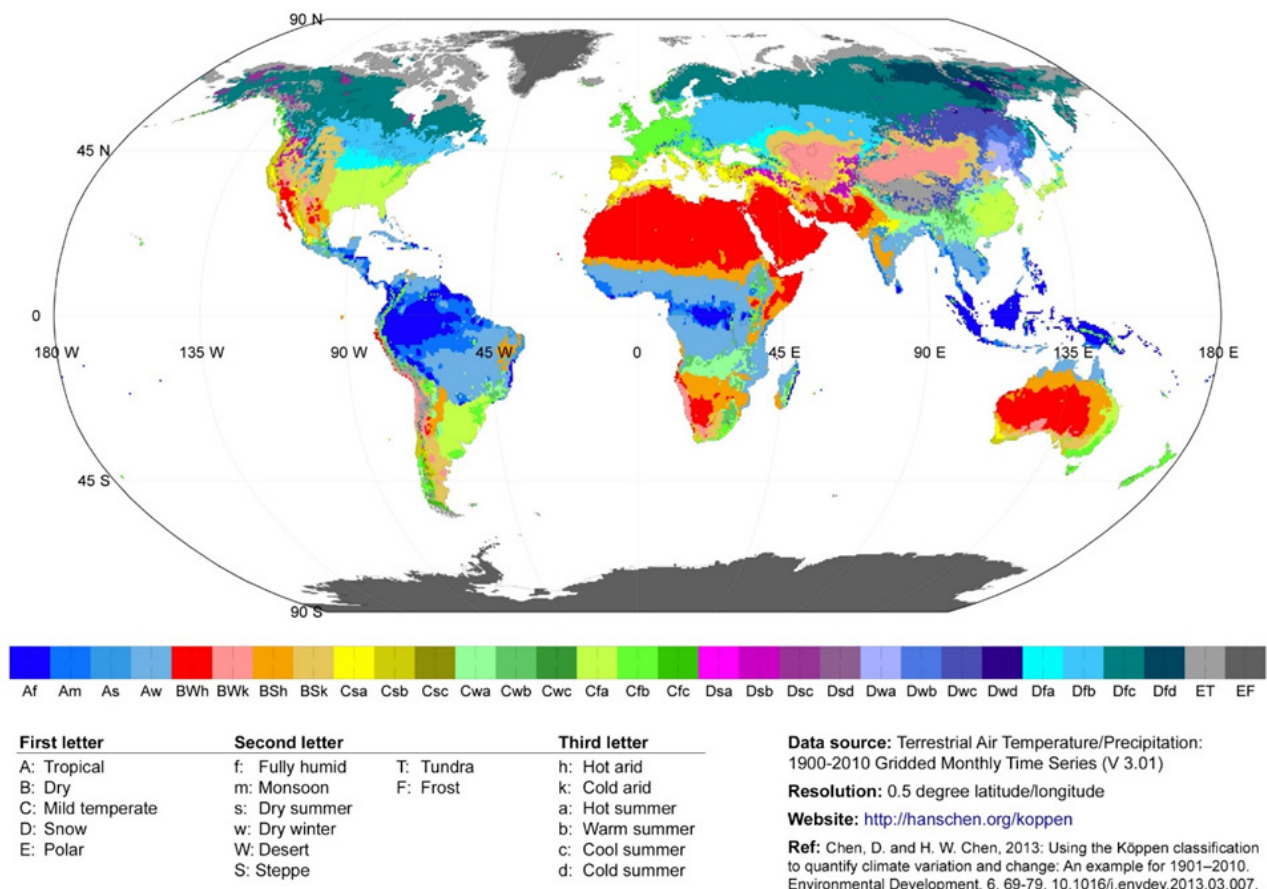 90 N
45 N
0
180 W 135 W 90 W 45 W 0 45 E 90 E 135 E 180 E
45 S
90 S
Af Am As Aw BWh BWk BSh BSk Csa Csb Csc Cwa Cwb Cwc Cfa Cfb Cfc Dsa Dsb Dsc Dsd Dwa Dwb Dwc Dwd Dfa Dfb Dfc Dfd ET EF
First letter
A: Tropical
B: Dry
C: Mild temperate
D: Snow
E: Polar
Second letter
f: Fully humid
m: Monsoon
s: Dry summer
w: Dry winter
W: Desert
S: Steppe
T: Tundra
F: Frost
Third letter
h: Hot arid
k: Cold arid
a: Hot summer
b: Warm summer
c: Cool summer
d: Cold summer
Data source: Terrestrial Air Temperature/Precipitation:
1900-2010 Gridded Monthly Time Series (V 3.01)
Resolution: 0.5 degree latitude/longitude
Website: http://hanschen.org/koppen
Ref: Chen, D. and H. W. Chen, 2013: Using the Köppen classification
to quantify climate variation and change: An example for 1901–2010.
Environmental Development, 6, 69-79, 10.1016/j.envdev.2013.03.007.